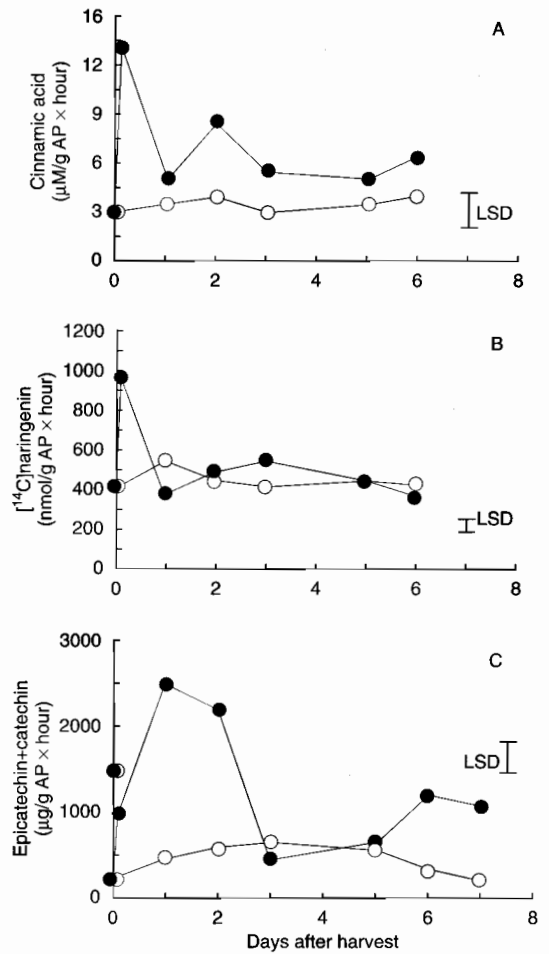 A
16
12
9
6
3
0
Cinnamic acid
(μM/g AP × hour)
LSD
0 2 4 6 8
B
1200
1000
800
600
400
200
0
[¹⁴C]naringenin
(nmol/g AP × hour)
LSD
0 2 4 6 8
C
3000
2000
1000
0
Epicatechin+catechin
(μg/g AP × hour)
LSD
0 2 4 6 8
Days after harvest